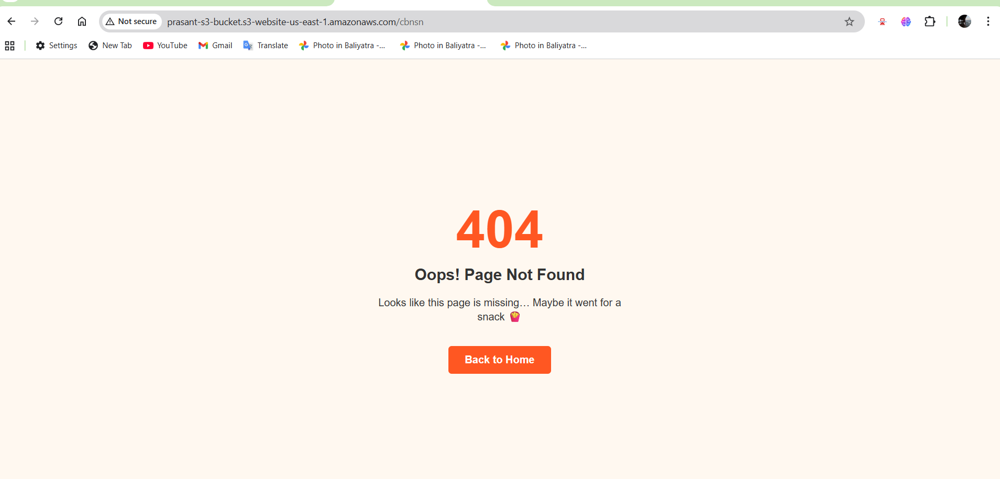 Not secure prasant-s3-bucket.s3-website-us-east-1.amazonaws.com/cbnsn
Settings New Tab YouTube Gmail Translate Photo in Baliyatra -... Photo in Baliyatra -... Photo in Baliyatra -...
404
Oops! Page Not Found
Looks like this page is missing… Maybe it went for a
snack 🍟
Back to Home